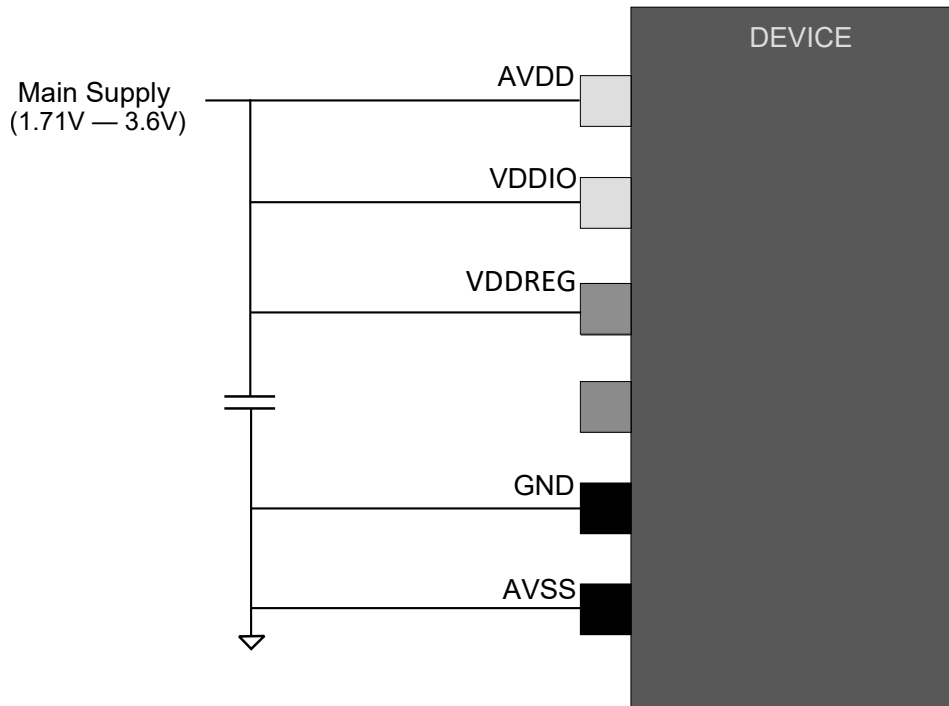 DEVICE
AVDD
Main Supply
(1.71V — 3.6V)
VDDIO
VDDREG
GND
AVSS